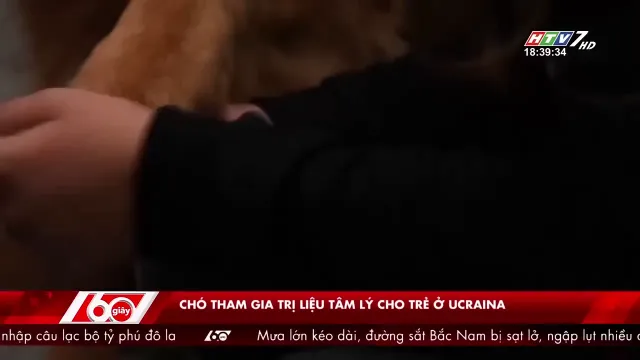 HTV7 HD
18:39:34
60 giây
CHÓ THAM GIA TRỊ LIỆU TÂM LÝ CHO TRẺ Ở UCRAINA
nhập câu lạc bộ tỷ phú đô la 60 Mưa lớn kéo dài, đường sắt Bắc Nam bị sạt lở, ngập lụt nhiều